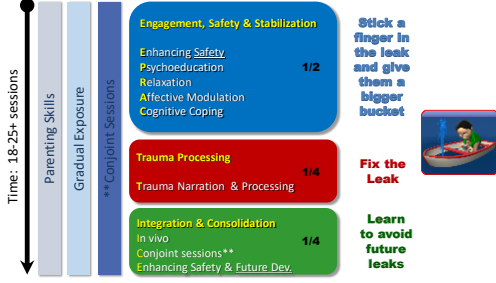 Time: 18-25+ sessions
Parenting Skills
Gradual Exposure
**Conjoint Sessions
Engagement, Safety & Stabilization
Enhancing Safety
Psychoeducation
1/2
Relaxation
Affective Modulation
Cognitive Coping
Stick a
finger in
the leak
and give
them a
bigger
bucket
Trauma Processing
1/4
Trauma Narration & Processing
Fix the
Leak
Integration & Consolidation
In vivo
1/4
Conjoint sessions**
Enhancing Safety & Future Dev.
Learn
to avoid
future
leaks